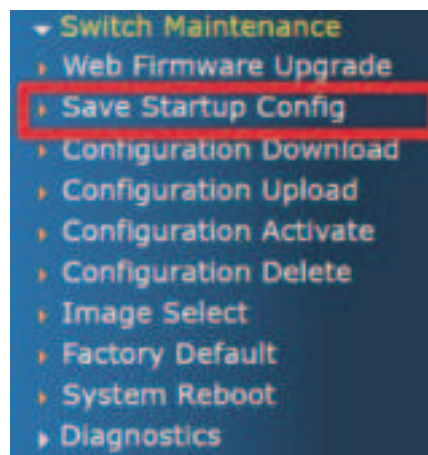 Switch Maintenance
Web Firmware Upgrade
Save Startup Config
Configuration Download
Configuration Upload
Configuration Activate
Configuration Delete
Image Select
Factory Default
System Reboot
Diagnostics